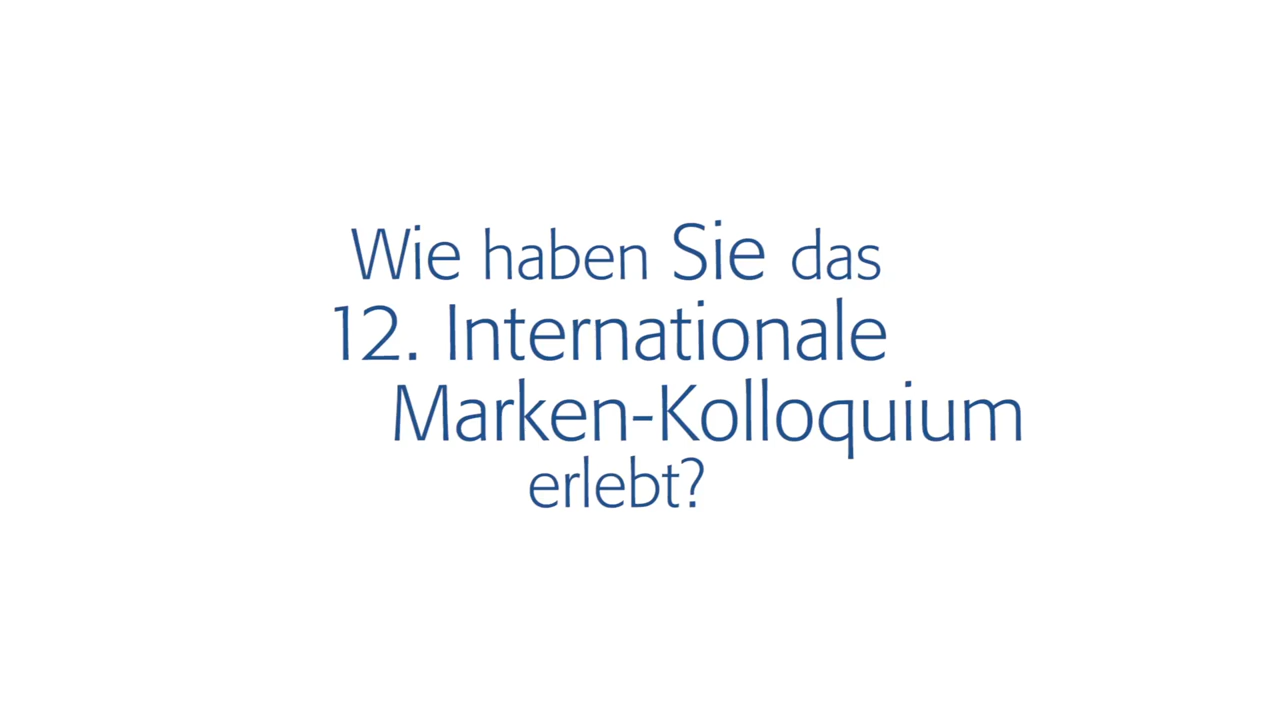 Wie haben Sie das
12. Internationale
Marken-Kolloquium
erlebt?